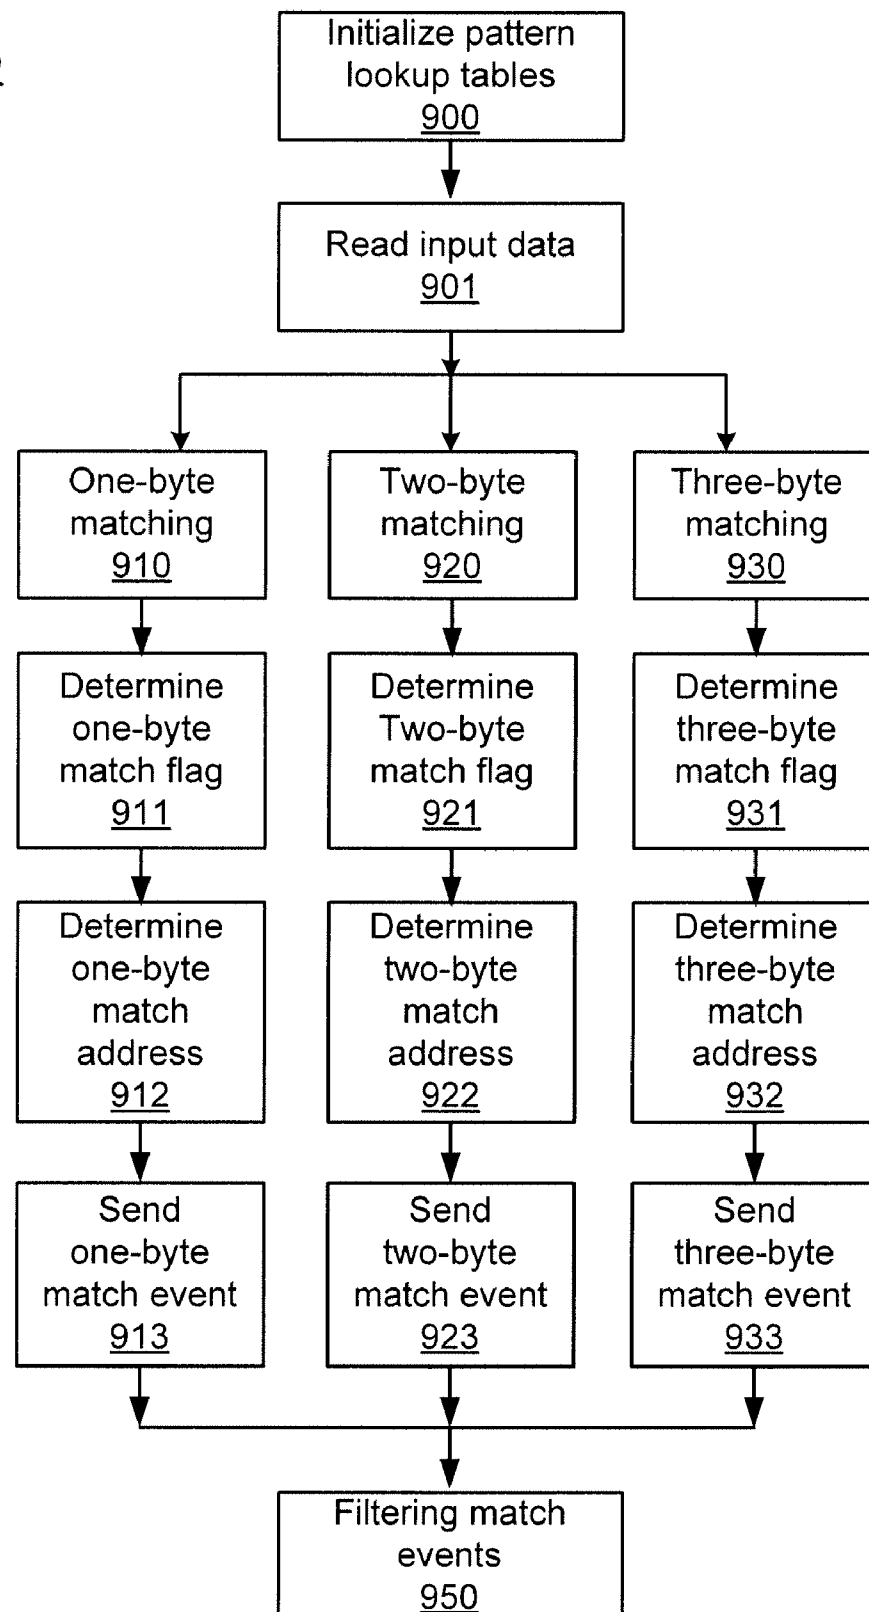 Initialize pattern
lookup tables
900
Read input data
901
One-byte
matching
910
Two-byte
matching
920
Three-byte
matching
930
Determine
one-byte
match flag
911
Determine
Two-byte
match flag
921
Determine
three-byte
match flag
931
Determine
one-byte
match
address
912
Determine
two-byte
match
address
922
Determine
three-byte
match
address
932
Send
one-byte
match event
913
Send
two-byte
match event
923
Send
three-byte
match event
933
Filtering match
events
950